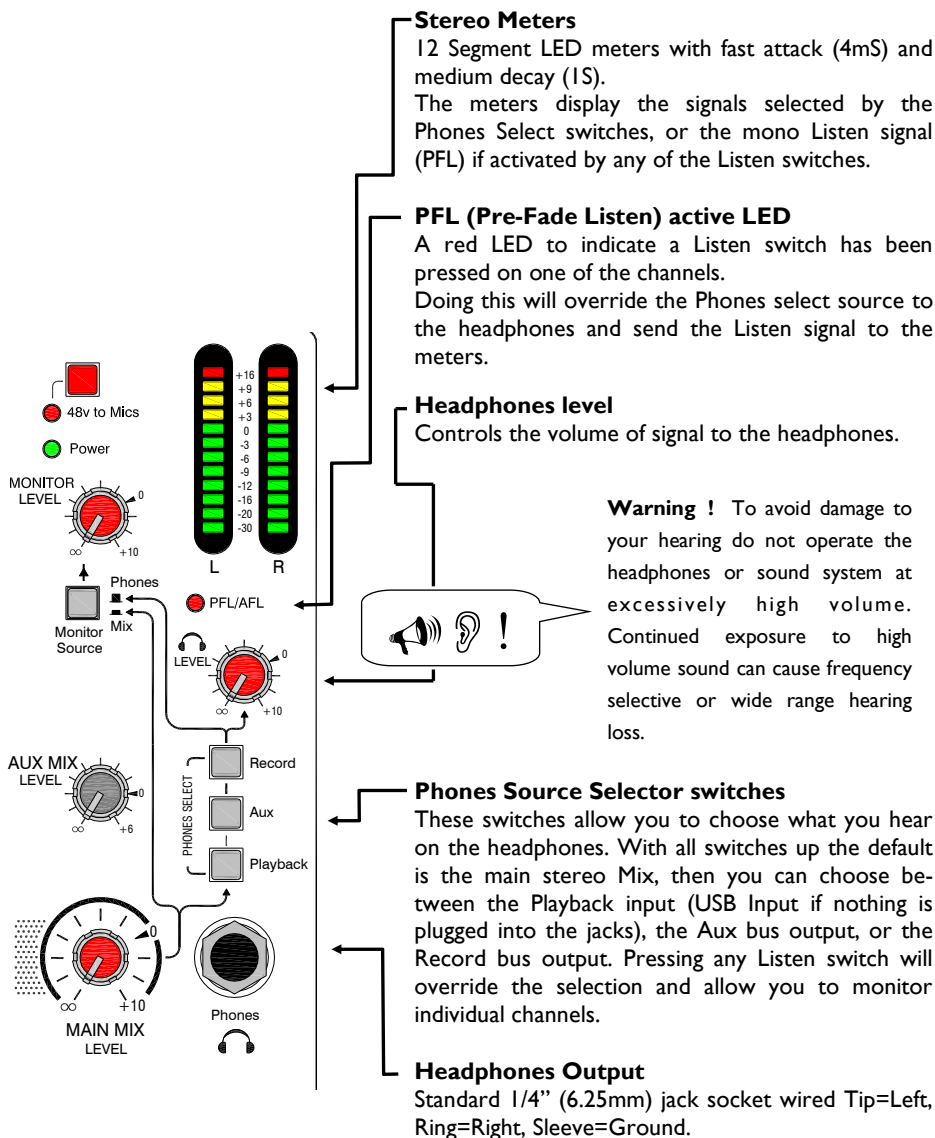 Stereo Meters
12 Segment LED meters with fast attack (4mS) and
medium decay (1S).
The meters display the signals selected by the
Phones Select switches, or the mono Listen signal
(PFL) if activated by any of the Listen switches.
PFL (Pre-Fade Listen) active LED
A red LED to indicate a Listen switch has been
pressed on one of the channels.
Doing this will override the Phones select source to
the headphones and send the Listen signal to the
meters.
Headphones level
Controls the volume of signal to the headphones.
Warning ! To avoid damage to
your hearing do not operate the
headphones or sound system at
excessively high volume.
Continued exposure to high
volume sound can cause frequency
selective or wide range hearing
loss.
Phones Source Selector switches
These switches allow you to choose what you hear
on the headphones. With all switches up the default
is the main stereo Mix, then you can choose be-
tween the Playback input (USB Input if nothing is
plugged into the jacks), the Aux bus output, or the
Record bus output. Pressing any Listen switch will
override the selection and allow you to monitor
individual channels.
Headphones Output
Standard 1/4” (6.25mm) jack socket wired Tip=Left,
Ring=Right, Sleeve=Ground.
48v to Mics
Power
MONITOR
LEVEL
0
∞ +10
Phones
Mix
Monitor
Source
+16
+9
+6
+3
0
-3
-6
-9
-12
-16
-20
-30
L R
PFL/AFL
LEVEL
0
∞ +10
AUX MIX
LEVEL
0
∞ +6
PHONES SELECT
Record
Aux
Playback
0
∞ +10
MAIN MIX
LEVEL
Phones
!